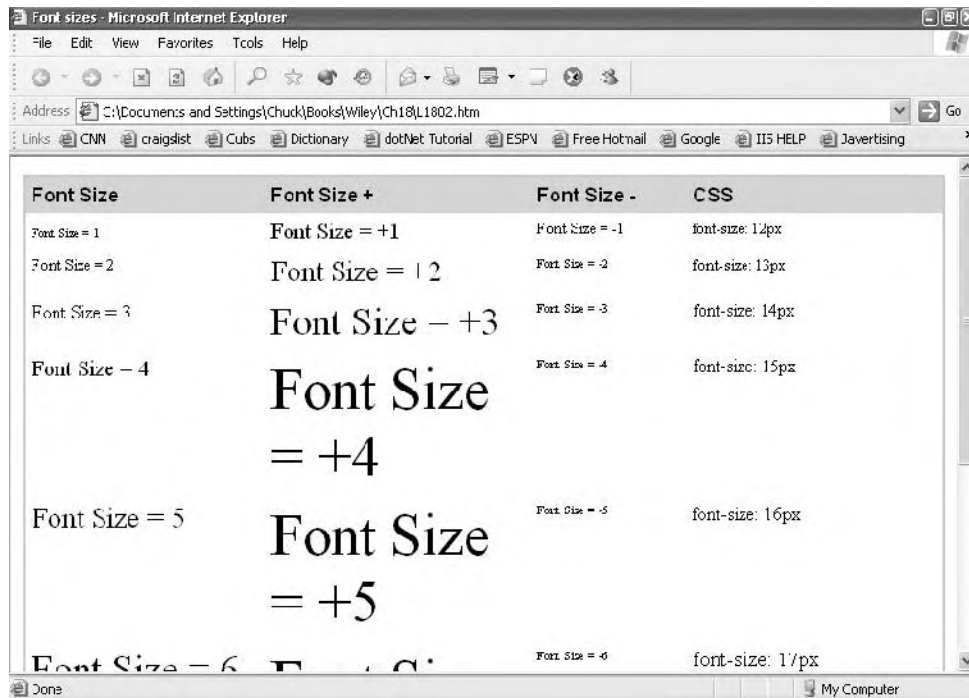 Font sizes - Microsoft Internet Explorer
File Edit View Favorites Tools Help
Address C:\Documents and Settings\Chuck\Books\Wiley\Ch18\L1802.htm Go
Links CNN craigslist Cubs Dictionary dotNet Tutorial ESPN Free Hotmail Google IIS HELP Javertising
Font Size Font Size + Font Size - CSS
Font Size = 1 Font Size = +1 Font Size = -1 font-size: 12px
Font Size = 2 Font Size = +2 Font Size = -2 font-size: 13px
Font Size = 3 Font Size = +3 Font Size = -3 font-size: 14px
Font Size = 4 Font Size = +4 Font Size = -4 font-size: 15px
Font Size = 5 Font Size = +5 Font Size = -5 font-size: 16px
Font Size = 6 Font Size = -6 font-size: 17px
Done My Computer